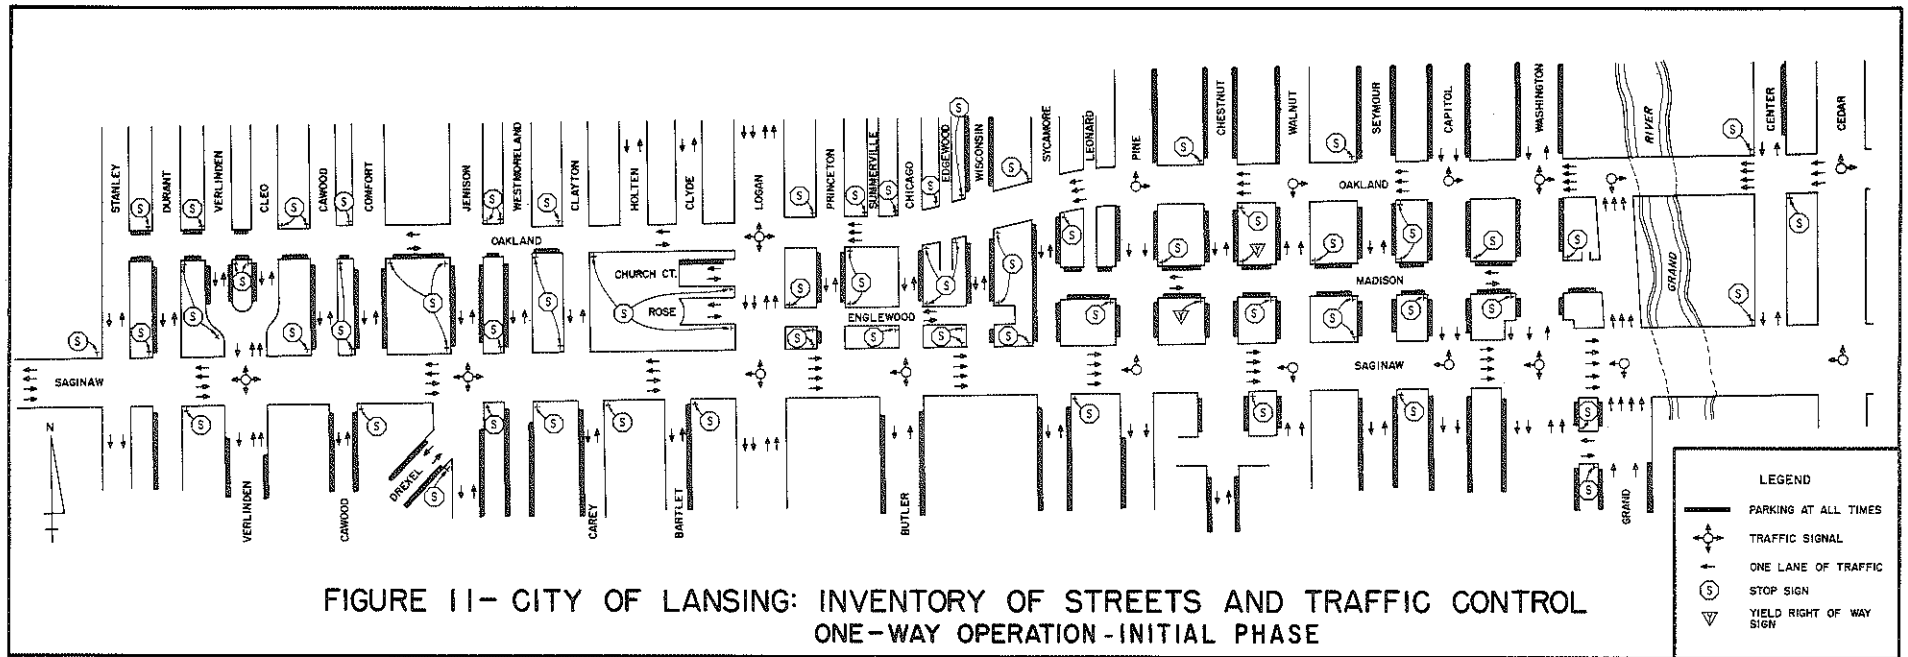 STANLEY
DURANT
VERLINDEN
CLEO
CAWOOD
COMFORT
JENISON
WESTMORELAND
CLAYTON
HOLTEN
CLYDE
LOGAN
PRINCETON
SUMMERVILLE
CHICAGO
EDGEWOOD
WISCONSIN
SYCAMORE
LEONARD
PINE
CHESTNUT
WALNUT
SEYMOUR
CAPITOL
WASHINGTON
RIVER
CENTER
CEDAR
OAKLAND
OAKLAND
CHURCH CT.
ROSE
ENGLEWOOD
MADISON
GRAND
SAGINAW
SAGINAW
N
VERLINDEN
CAWOOD
DREXEL
CAREY
BARTLET
BUTLER
GRAND
LEGEND
PARKING AT ALL TIMES
TRAFFIC SIGNAL
ONE LANE OF TRAFFIC
S STOP SIGN
Y YIELD RIGHT OF WAY
SIGN
FIGURE 11- CITY OF LANSING: INVENTORY OF STREETS AND TRAFFIC CONTROL
ONE-WAY OPERATION-INITIAL PHASE